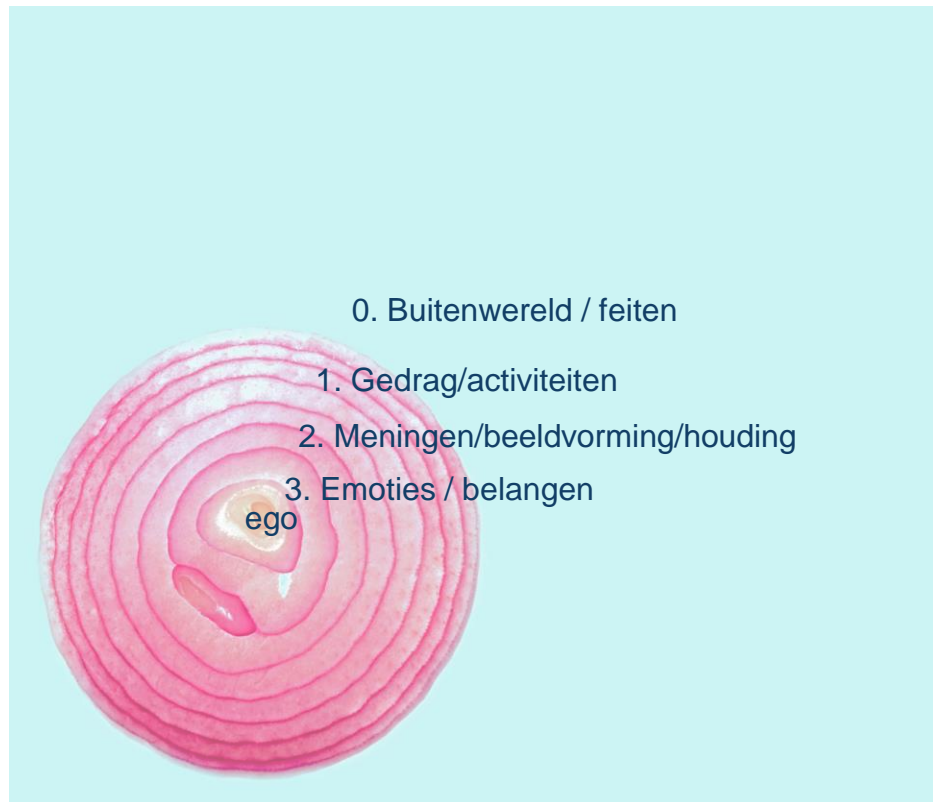 0. Buitenwereld / feiten
1. Gedrag/activiteiten
2. Meningen/beeldvorming/houding
3. Emoties / belangen
ego